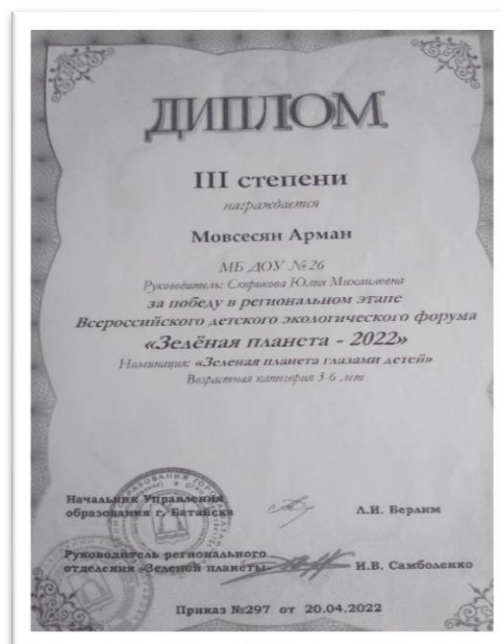 ДИПЛОМ
III степени
награждается
Мовсесян Арман
МБ ДОУ №26
Руководитель: Скорикова Юлия Михайловна
за победу в региональном этапе
Всероссийского детского экологического форума
«Зелёная планета - 2022»
Номинация: «Зеленая планета глазами детей»
Возрастная категория 3-6 лет
Начальник Управления
образования г. Батайска
Л.И. Берлим
Руководитель регионального
отделения «Зеленой планеты»
И.В. Самболенко
Приказ №297 от 20.04.2022